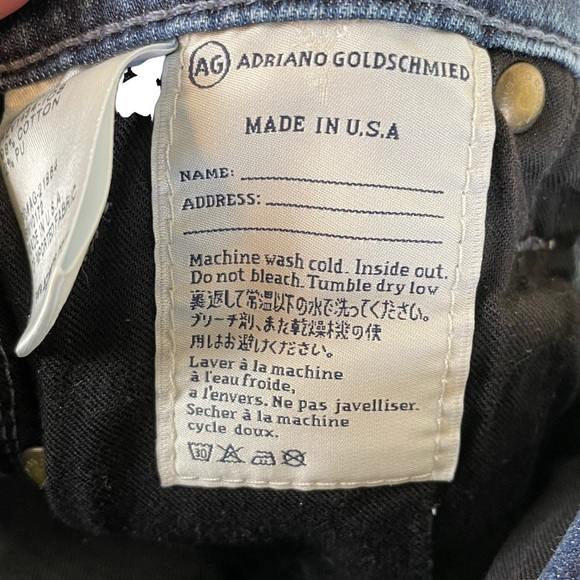 AG ADRIANO GOLDSCHMIED
MADE IN U.S.A
NAME:
ADDRESS:
Machine wash cold. Inside out.
Do not bleach. Tumble dry low
裏返して常温以下の水で洗ってください。
ブリーチ剤、また乾燥機の使
用はお避けください。
Laver à la machine
à l'eau froide,
a l'envers. Ne pas javelliser.
Secher à la machine
cycle doux.
30
COTTON
PU